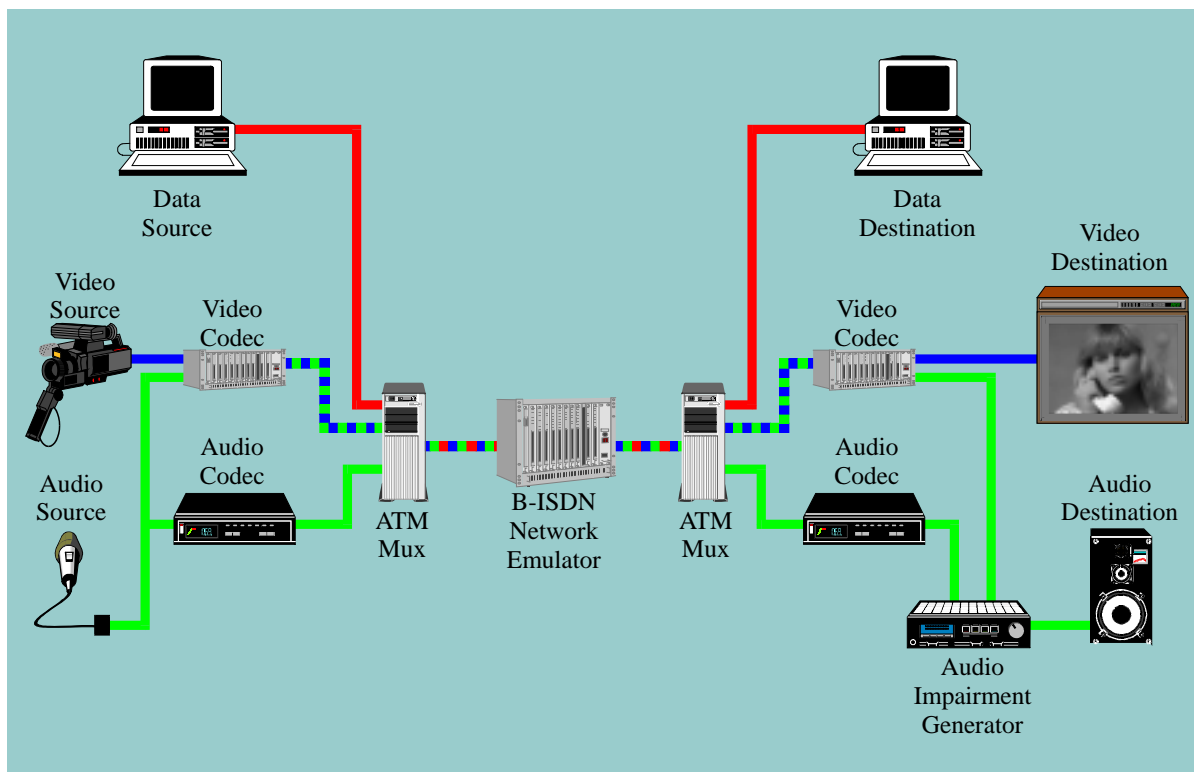 Data
Source
Data
Destination
Video
Source
Video
Codec
Video
Codec
Video
Destination
Audio
Source
Audio
Codec
ATM
Mux
B-ISDN
Network
Emulator
ATM
Mux
Audio
Codec
Audio
Destination
Audio
Impairment
Generator